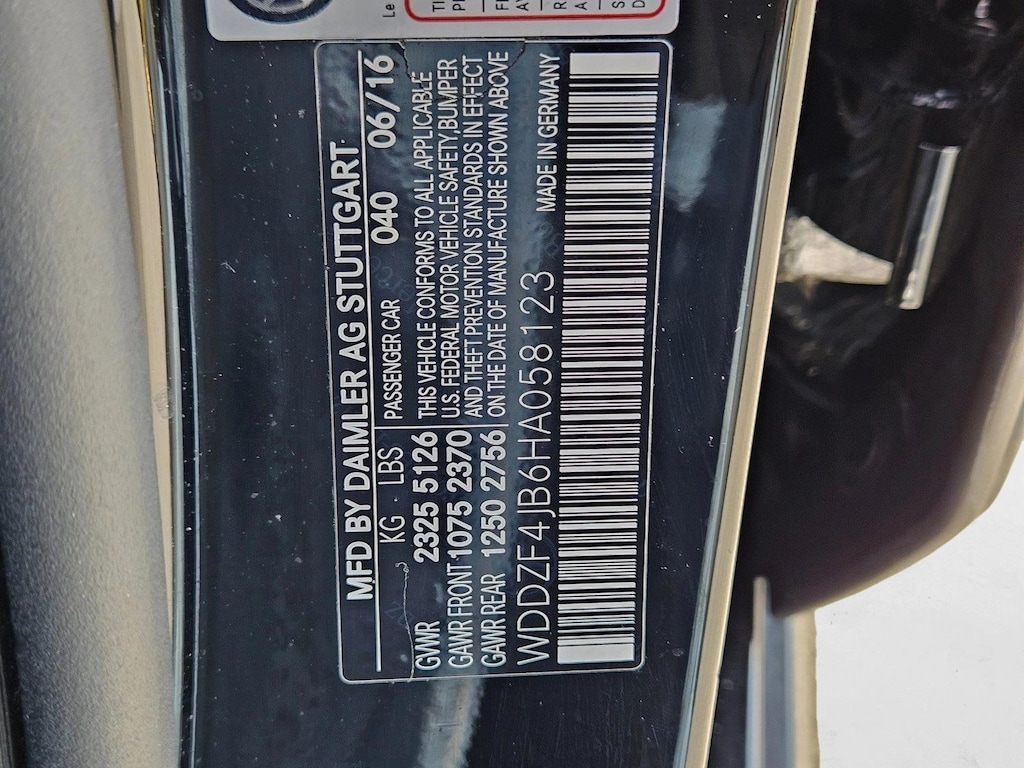 MFD BY DAIMLER AG STUTTGART
KG · LBS PASSENGER CAR 040 06/16
GWR 2325 5126
GAWR FRONT 1075 2370
GAWR REAR 1250 2756
THIS VEHICLE CONFORMS TO ALL APPLICABLE
U.S. FEDERAL MOTOR VEHICLE SAFETY, BUMPER
AND THEFT PREVENTION STANDARDS IN EFFECT
ON THE DATE OF MANUFACTURE SHOWN ABOVE
WDDZF4JB6HA058123 MADE IN GERMANY
Le